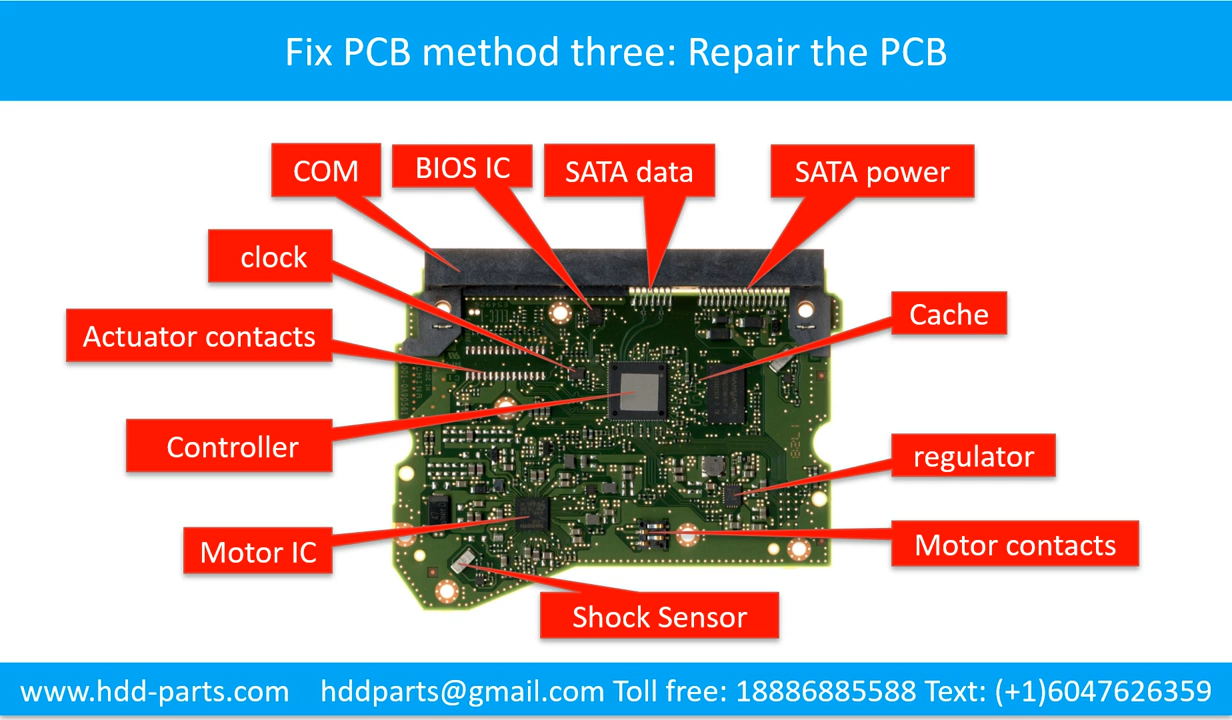 Fix PCB method three: Repair the PCB
COM
BIOS IC
SATA data
SATA power
clock
Cache
Actuator contacts
Controller
regulator
Motor IC
Motor contacts
Shock Sensor
www.hdd-parts.com hddparts@gmail.com Toll free: 18886885588 Text: (+1)6047626359